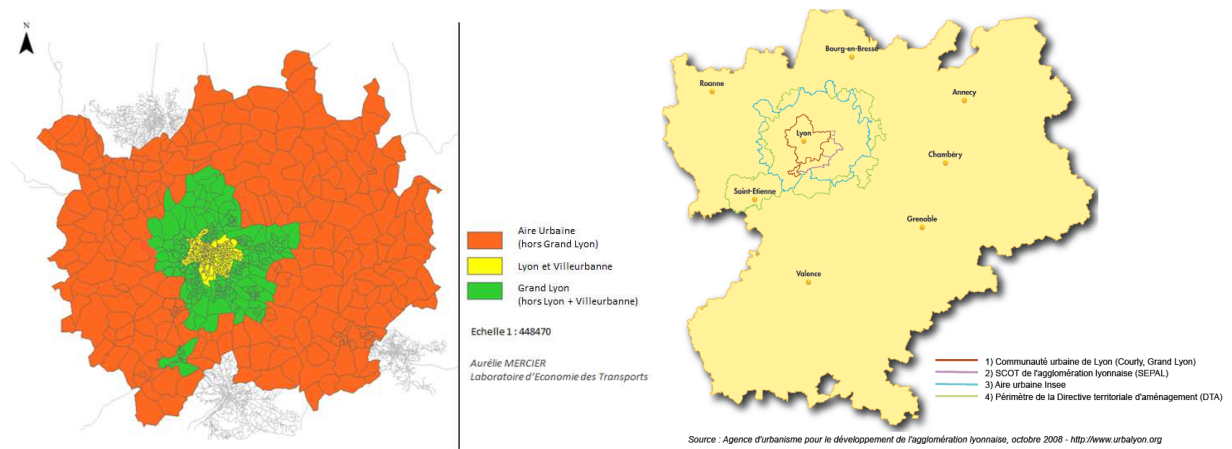 N
Aire Urbaine
(hors Grand Lyon)
Lyon et Villeurbanne
Grand Lyon
(hors Lyon + Villeurbanne)
Echelle 1 : 448470
Aurélie MERCIER
Laboratoire d'Economie des Transports
Bourg-en-Bresse
Roanne
Annecy
Lyon
Chambéry
Saint-Etienne
Grenoble
Valence
1) Communauté urbaine de Lyon (Courly, Grand Lyon)
2) SCOT de l'agglomération lyonnaise (SEPAL)
3) Aire urbaine Insee
4) Périmètre de la Directive territoriale d'aménagement (DTA)
Source : Agence d'urbanisme pour le développement de l'agglomération lyonnaise, octobre 2008 - http://www.urbalyon.org